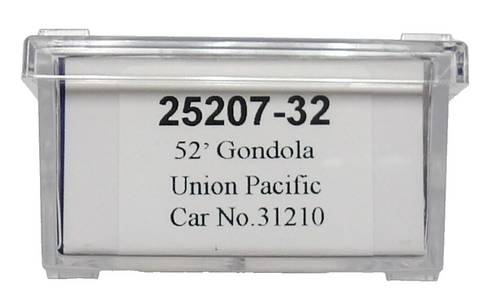 25207-32
52’ Gondola
Union Pacific
Car No.31210